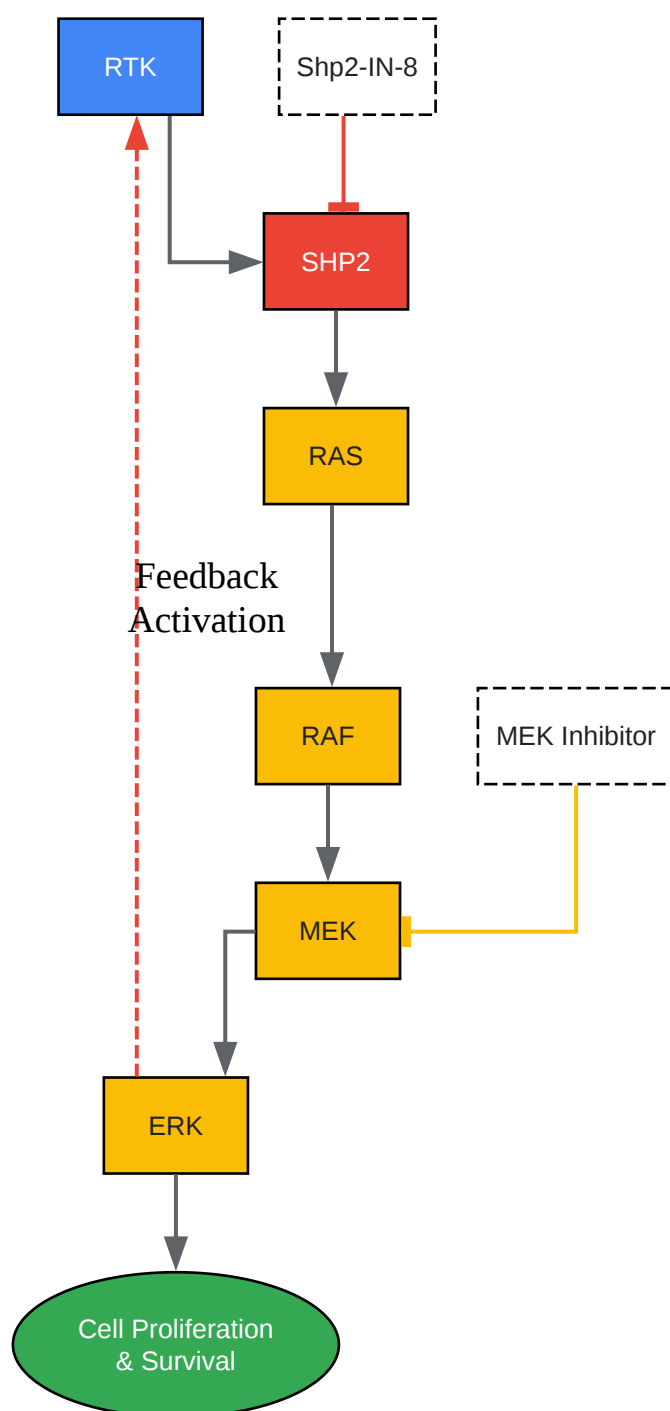 RTK
Shp2-IN-8
SHP2
RAS
Feedback
Activation
RAF
MEK Inhibitor
MEK
ERK
Cell Proliferation
& Survival